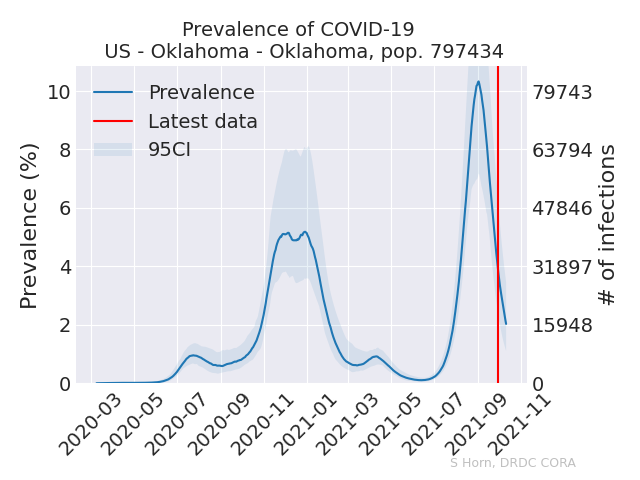 Prevalence of COVID-19
US - Oklahoma - Oklahoma, pop. 797434
Prevalence
Latest data
95CI
Prevalence (%)
10
8
6
4
2
0
79743
63794
47846
31897
15948
0
# of infections
2020-03
2020-05
2020-07
2020-09
2020-11
2021-01
2021-03
2021-05
2021-07
2021-09
2021-11
S Horn, DRDC CORA